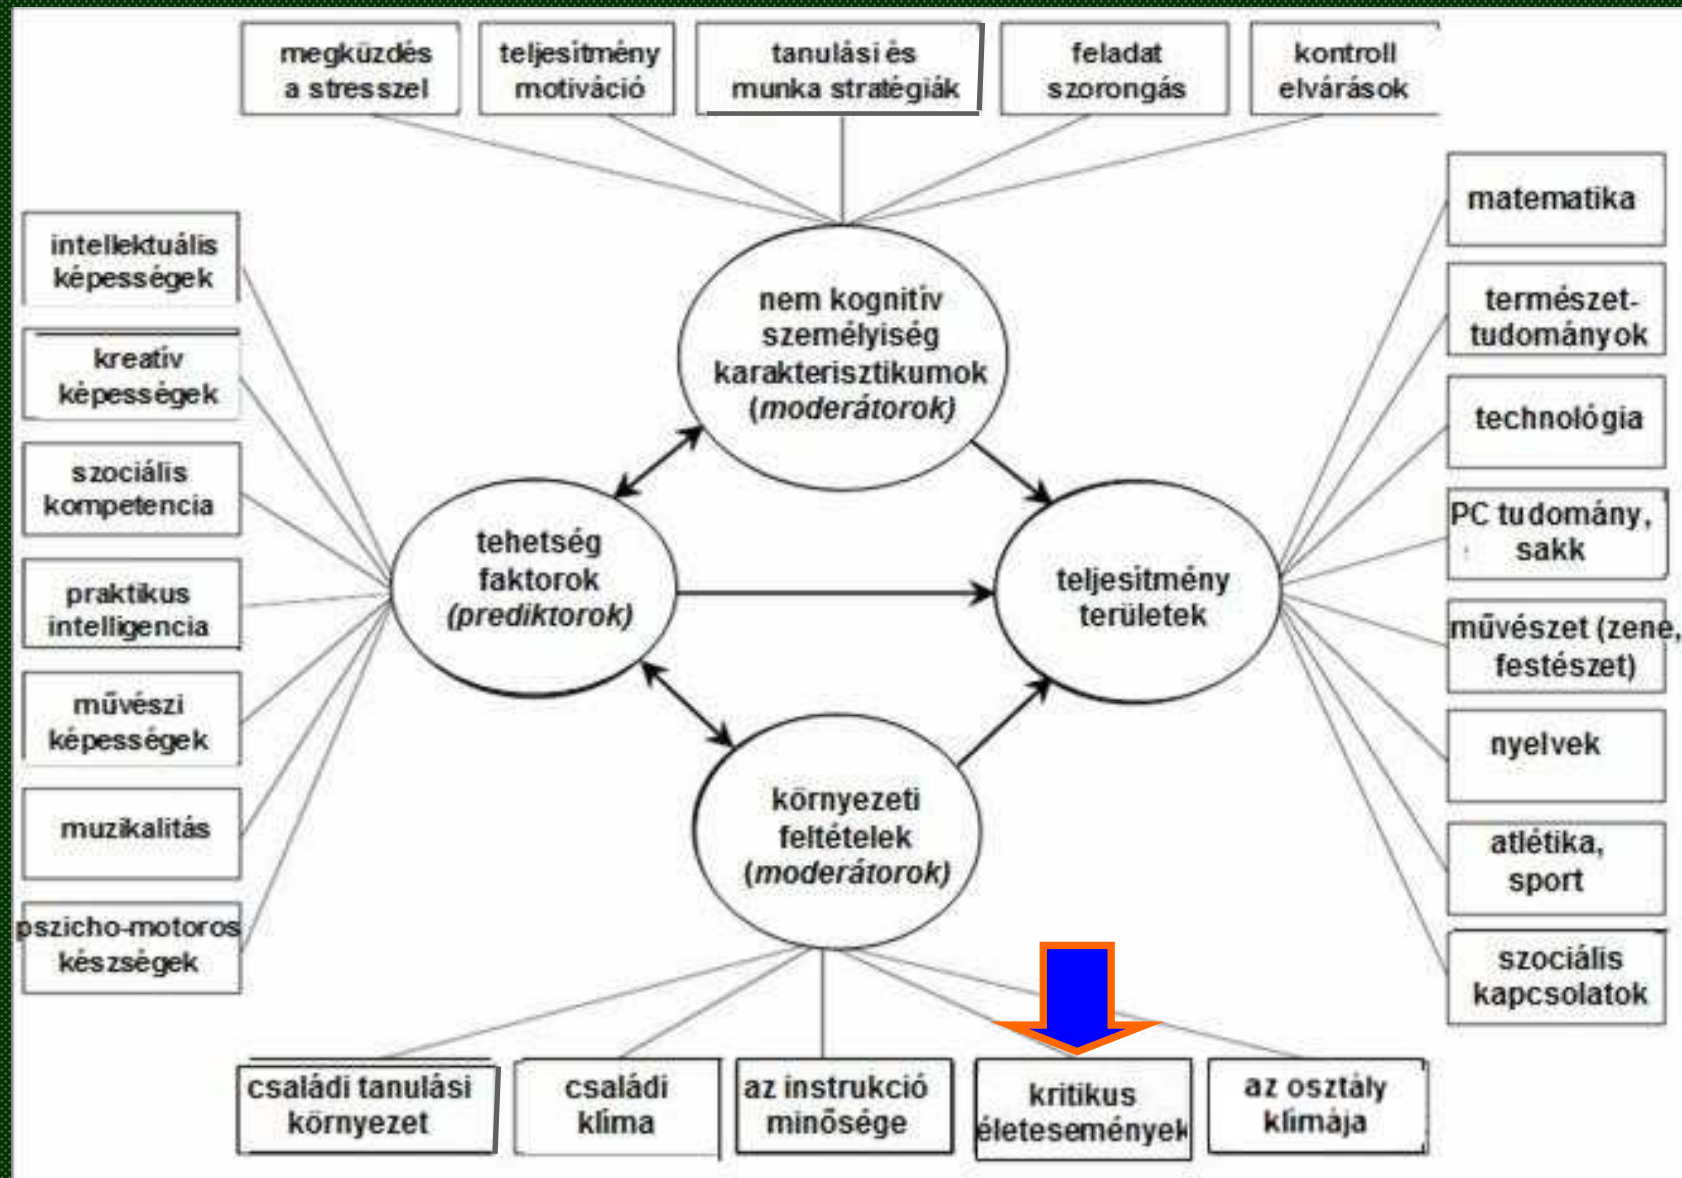 megküzdés
a stresszel
teljesítmény
motiváció
tanulási és
munka stratégiák
feladat
szorongás
kontroll
elvárások
intellektuális
képességek
kreatív
képességek
szociális
kompetencia
praktikus
intelligencia
művészi
képességek
muzikalitás
pszicho-motoros
készségek
nem kognitív
személyiség
karakterisztikumok
(moderátorok)
tehetség
faktorok
(prediktorok)
teljesítmény
területek
környezeti
feltételek
(moderátorok)
matematika
természet-
tudományok
technológia
PC tudomány,
sakk
művészet (zene,
festészet)
nyelvek
atlétika,
sport
szociális
kapcsolatok
családi tanulási
környezet
családi
klíma
az instrukció
minősége
kritikus
életesemények
az osztály
klímája